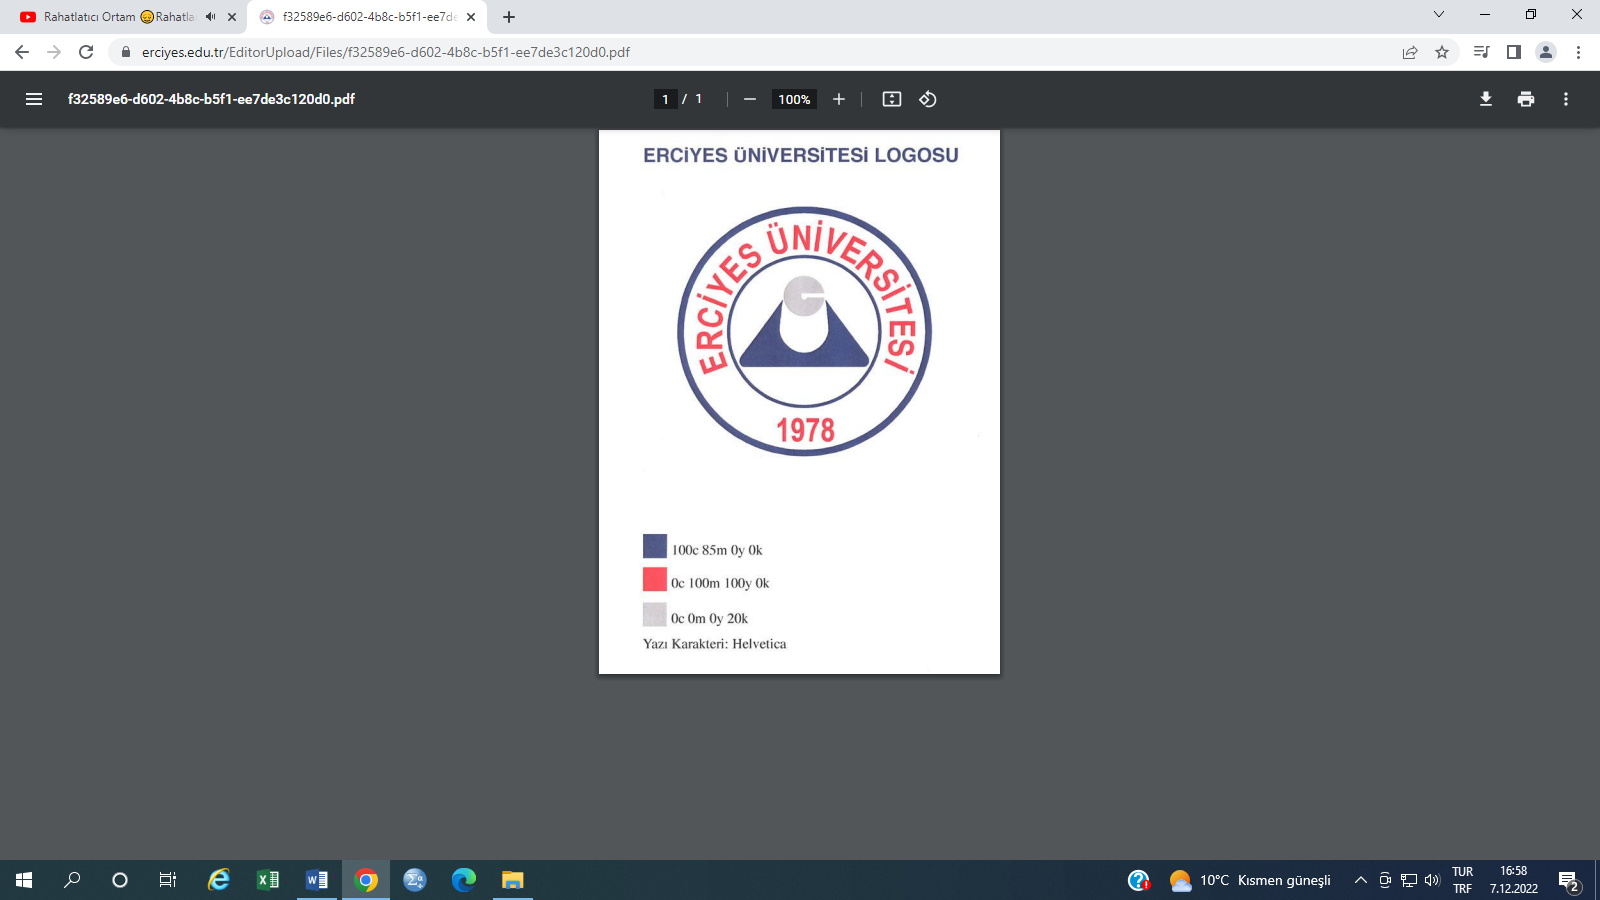 Rahatlatıcı Ortam 😄Rahatla
f32589e6-d602-4b8c-b5f1-ee7de
erciyes.edu.tr/EditorUpload/Files/f32589e6-d602-4b8c-b5f1-ee7de3c120d0.pdf
f32589e6-d602-4b8c-b5f1-ee7de3c120d0.pdf
1 / 1
100%
ERCİYES ÜNİVERSİTESİ LOGOSU
ERCİYES ÜNİVERSİTESİ
1978
100c 85m 0y 0k
0c 100m 100y 0k
0c 0m 0y 20k
Yazı Karakteri: Helvetica
10°C Kısmen güneşli
TUR
TRF
16:58
7.12.2022
2